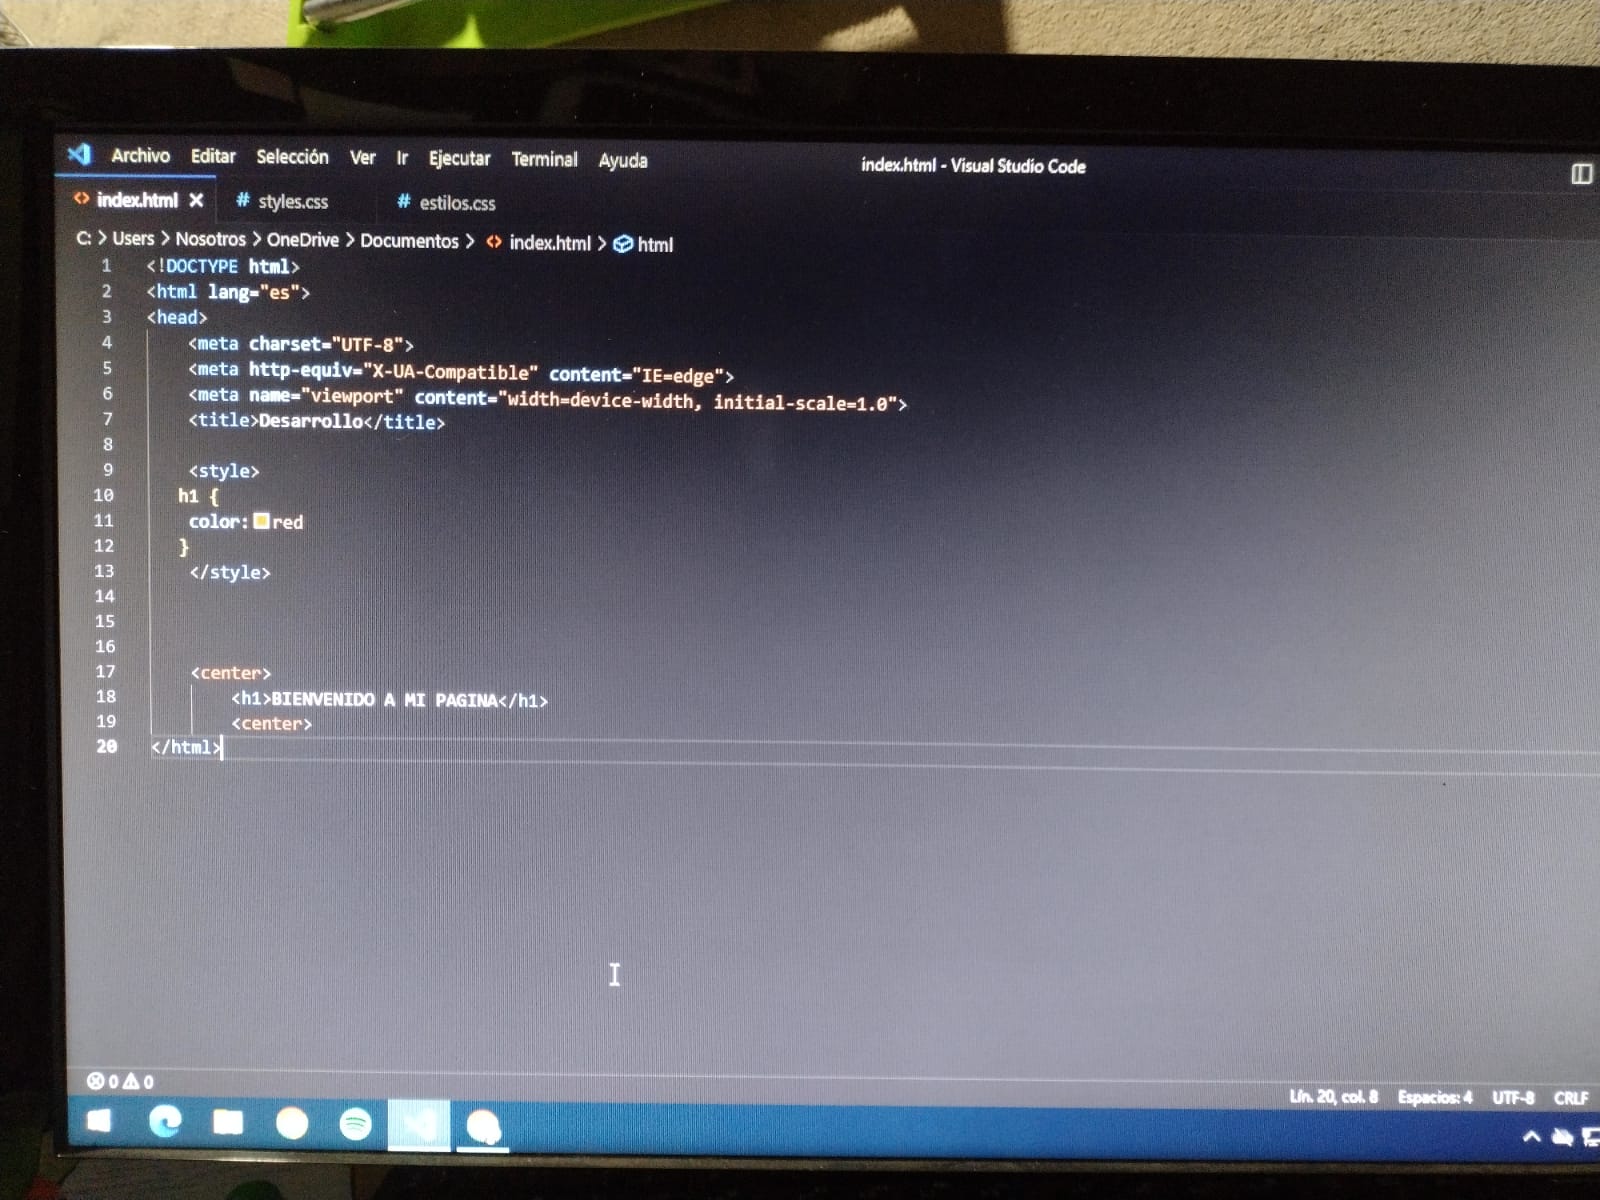 Archivo Editar Selección Ver Ir Ejecutar Terminal Ayuda index.html - Visual Studio Code
index.html styles.css estilos.css
C: > Users > Nosotros > OneDrive > Documentos > index.html > html
1 <!DOCTYPE html>
2 <html lang="es">
3 <head>
4 <meta charset="UTF-8">
5 <meta http-equiv="X-UA-Compatible" content="IE=edge">
6 <meta name="viewport" content="width=device-width, initial-scale=1.0">
7 <title>Desarrollo</title>
8
9 <style>
10 h1 {
11 color: red
12 }
13 </style>
14
15
16
17 <center>
18 <h1>BIENVENIDO A MI PAGINA</h1>
19 <center>
20 </html>
0 0
Lín. 20, col. 8 Espacios: 4 UTF-8 CRLF